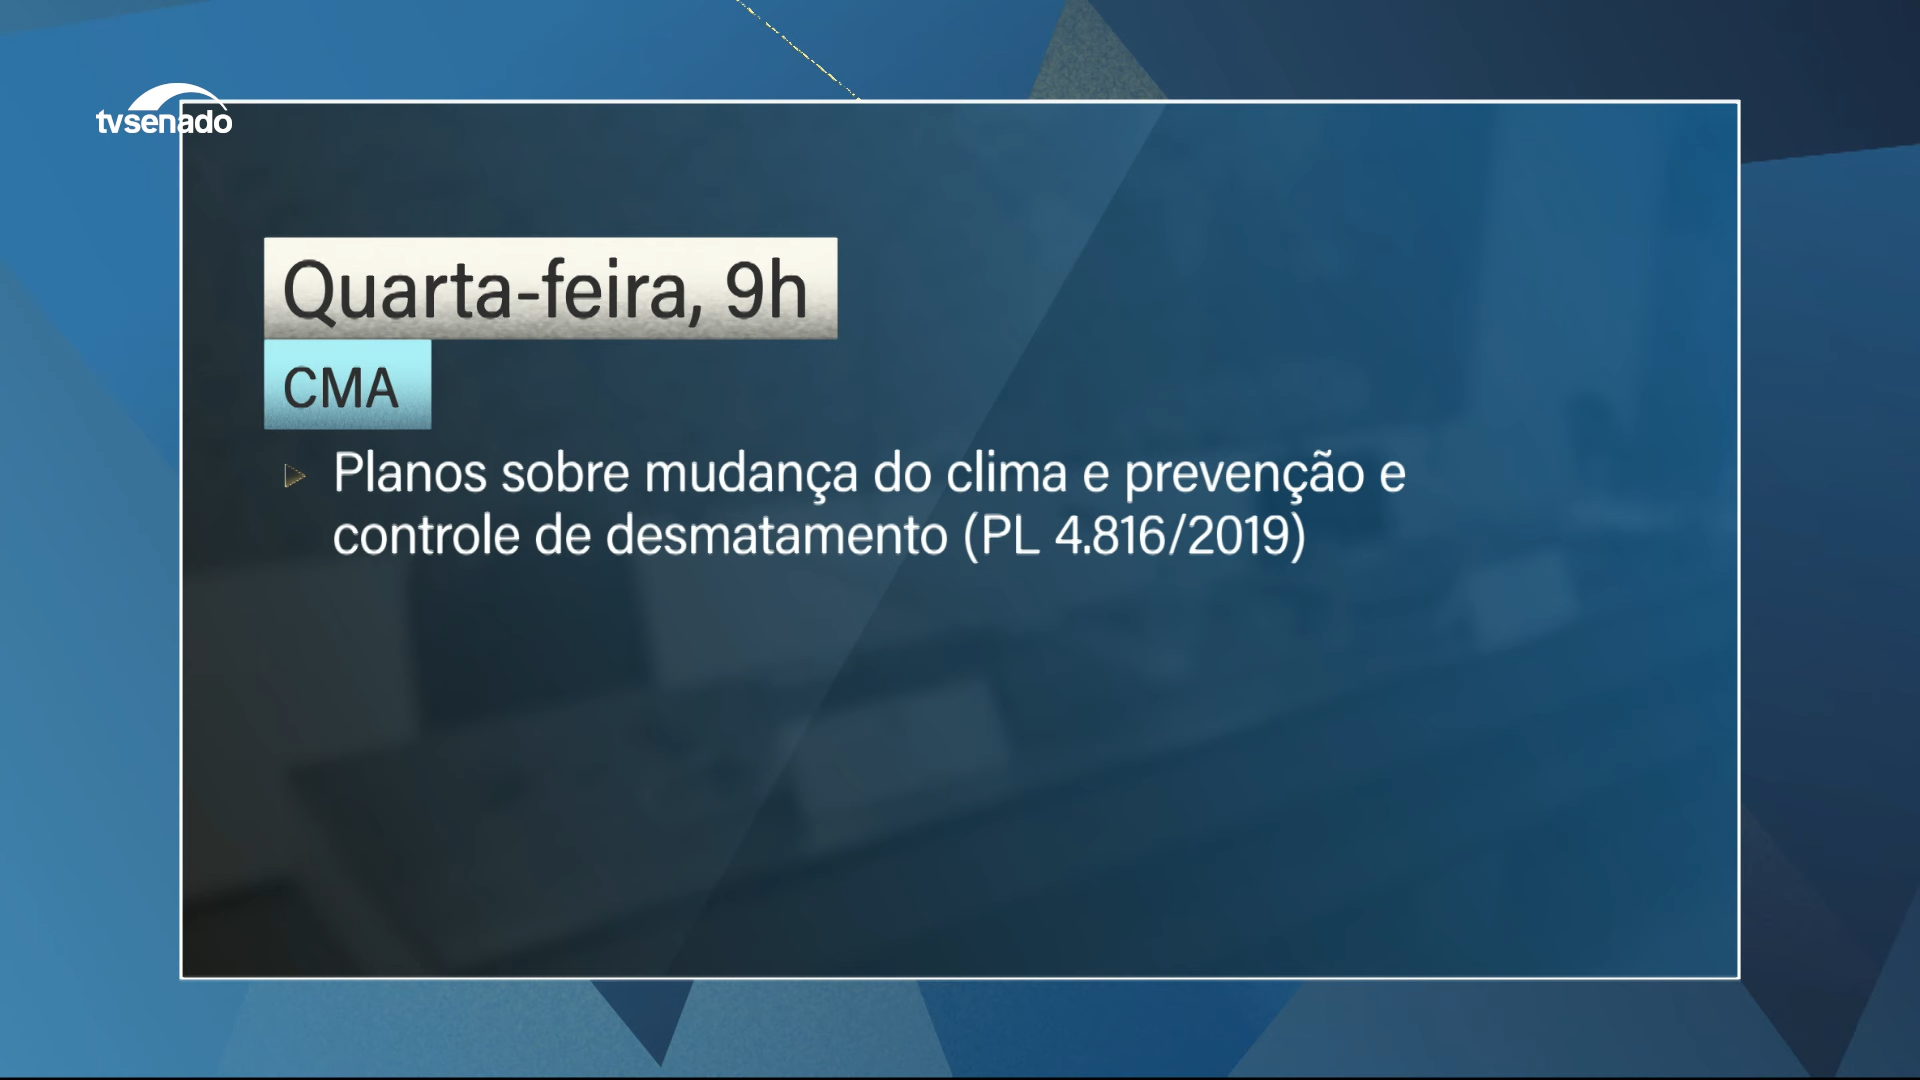 tvsenado
Quarta-feira, 9h
CMA
Planos sobre mudança do clima e prevenção e
controle de desmatamento (PL 4.816/2019)